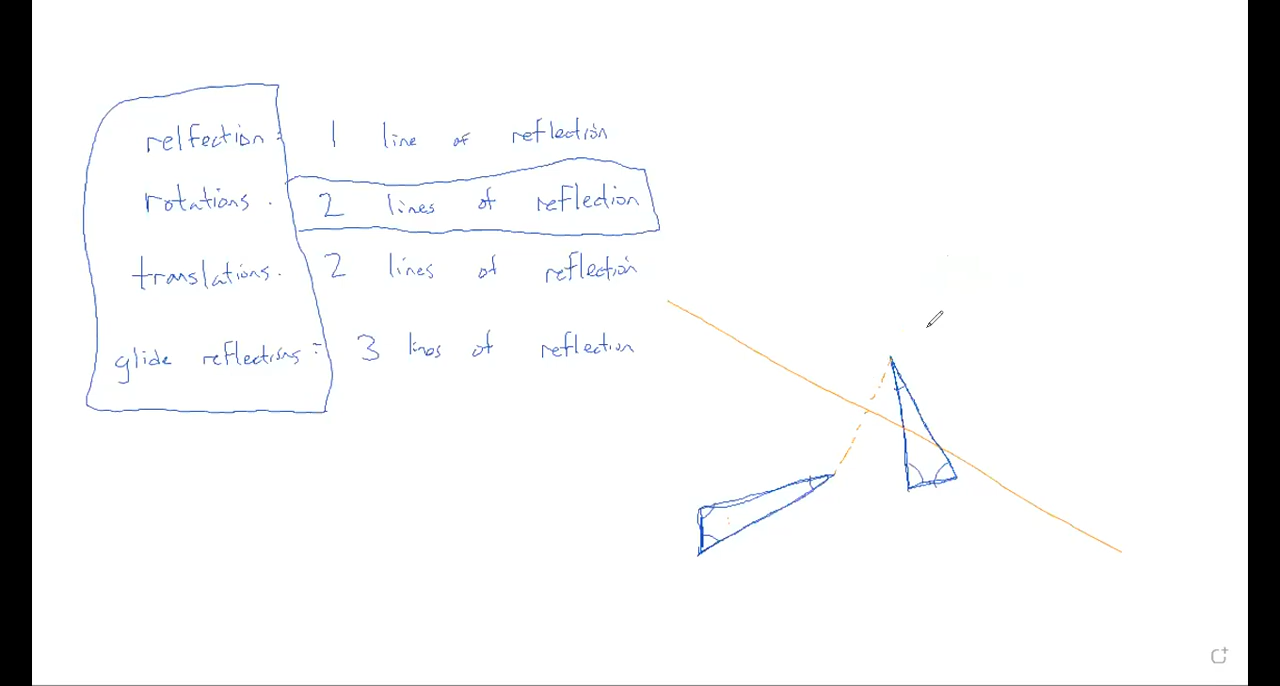 relfection: 1 line of reflection
rotations. 2 lines of reflection
translations. 2 lines of reflection
glide reflections: 3 lines of reflection